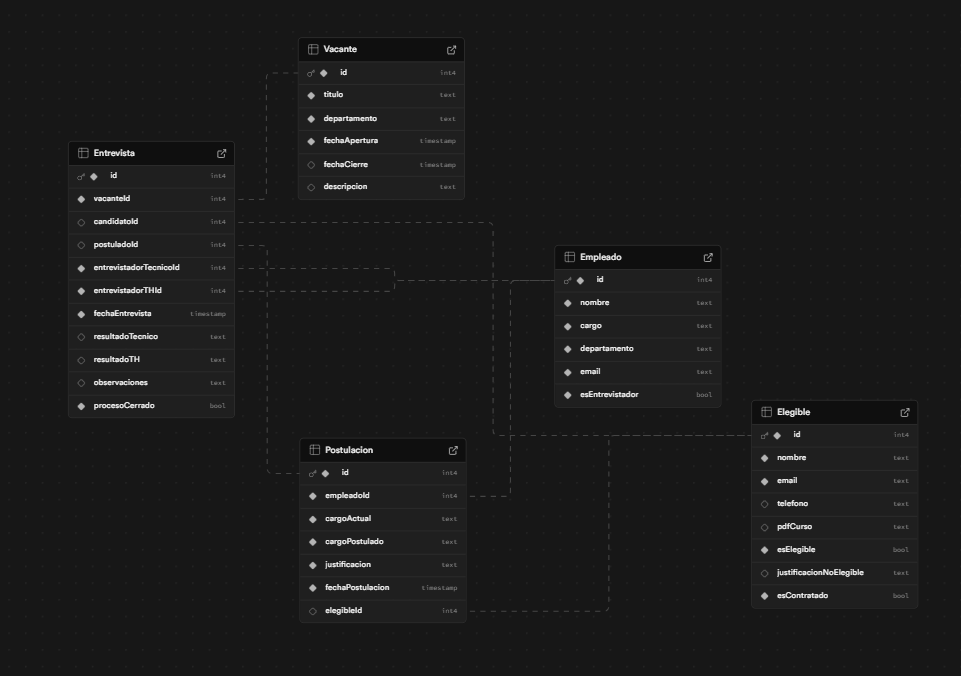 Vacante
id int4
titulo text
departamento text
fechaApertura timestamp
fechaCierre timestamp
descripcion text
Entrevista
id int4
vacanteId int4
candidatoId int4
postuladoId int4
entrevistadorTecnicoId int4
entrevistadorTHId int4
fechaEntrevista timestamp
resultadoTecnico text
resultadoTH text
observaciones text
procesoCerrado bool
Empleado
id int4
nombre text
cargo text
departamento text
email text
esEntrevistador bool
Postulacion
id int4
empleadoId int4
cargoActual text
cargoPostulado text
justificacion text
fechaPostulacion timestamp
elegibleId int4
Elegible
id int4
nombre text
email text
telefono text
pdfCurso text
esElegible bool
justificacionNoElegible text
esContratado bool